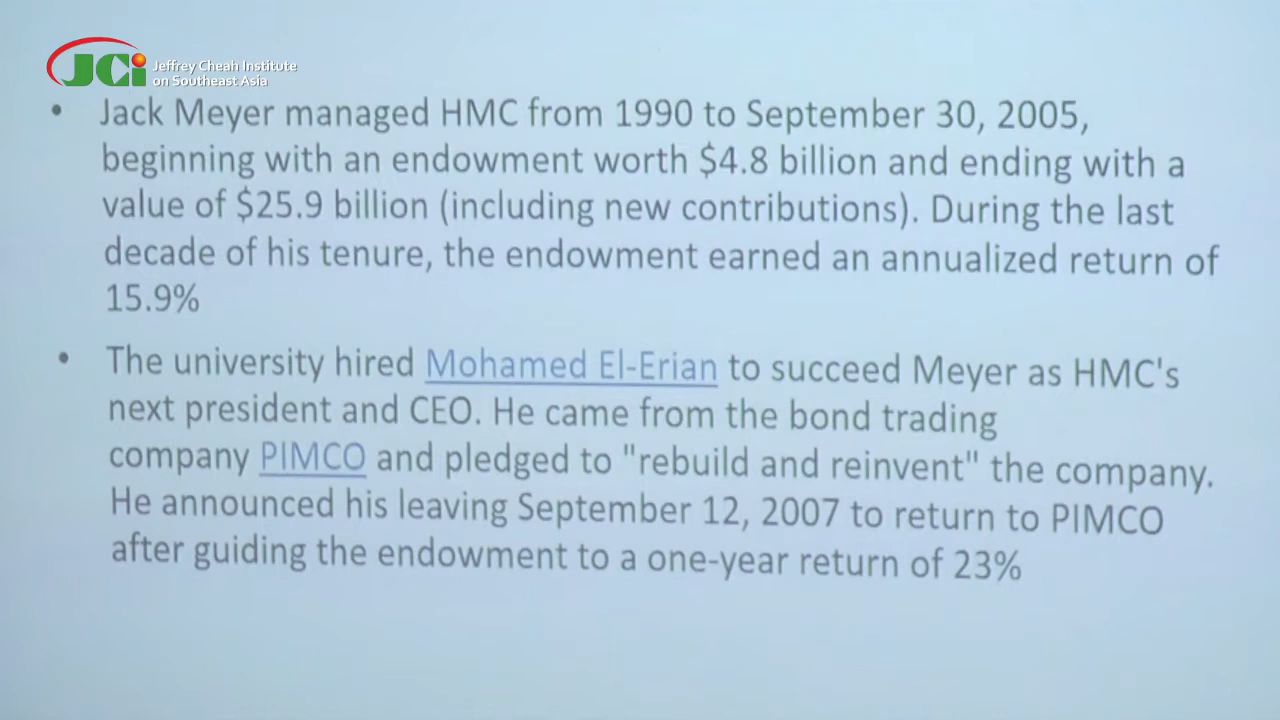 JCi Jeffrey Cheah Institute
on Southeast Asia
• Jack Meyer managed HMC from 1990 to September 30, 2005,
beginning with an endowment worth $4.8 billion and ending with a
value of $25.9 billion (including new contributions). During the last
decade of his tenure, the endowment earned an annualized return of
15.9%
• The university hired Mohamed El-Erian to succeed Meyer as HMC's
next president and CEO. He came from the bond trading
company PIMCO and pledged to "rebuild and reinvent" the company.
He announced his leaving September 12, 2007 to return to PIMCO
after guiding the endowment to a one-year return of 23%